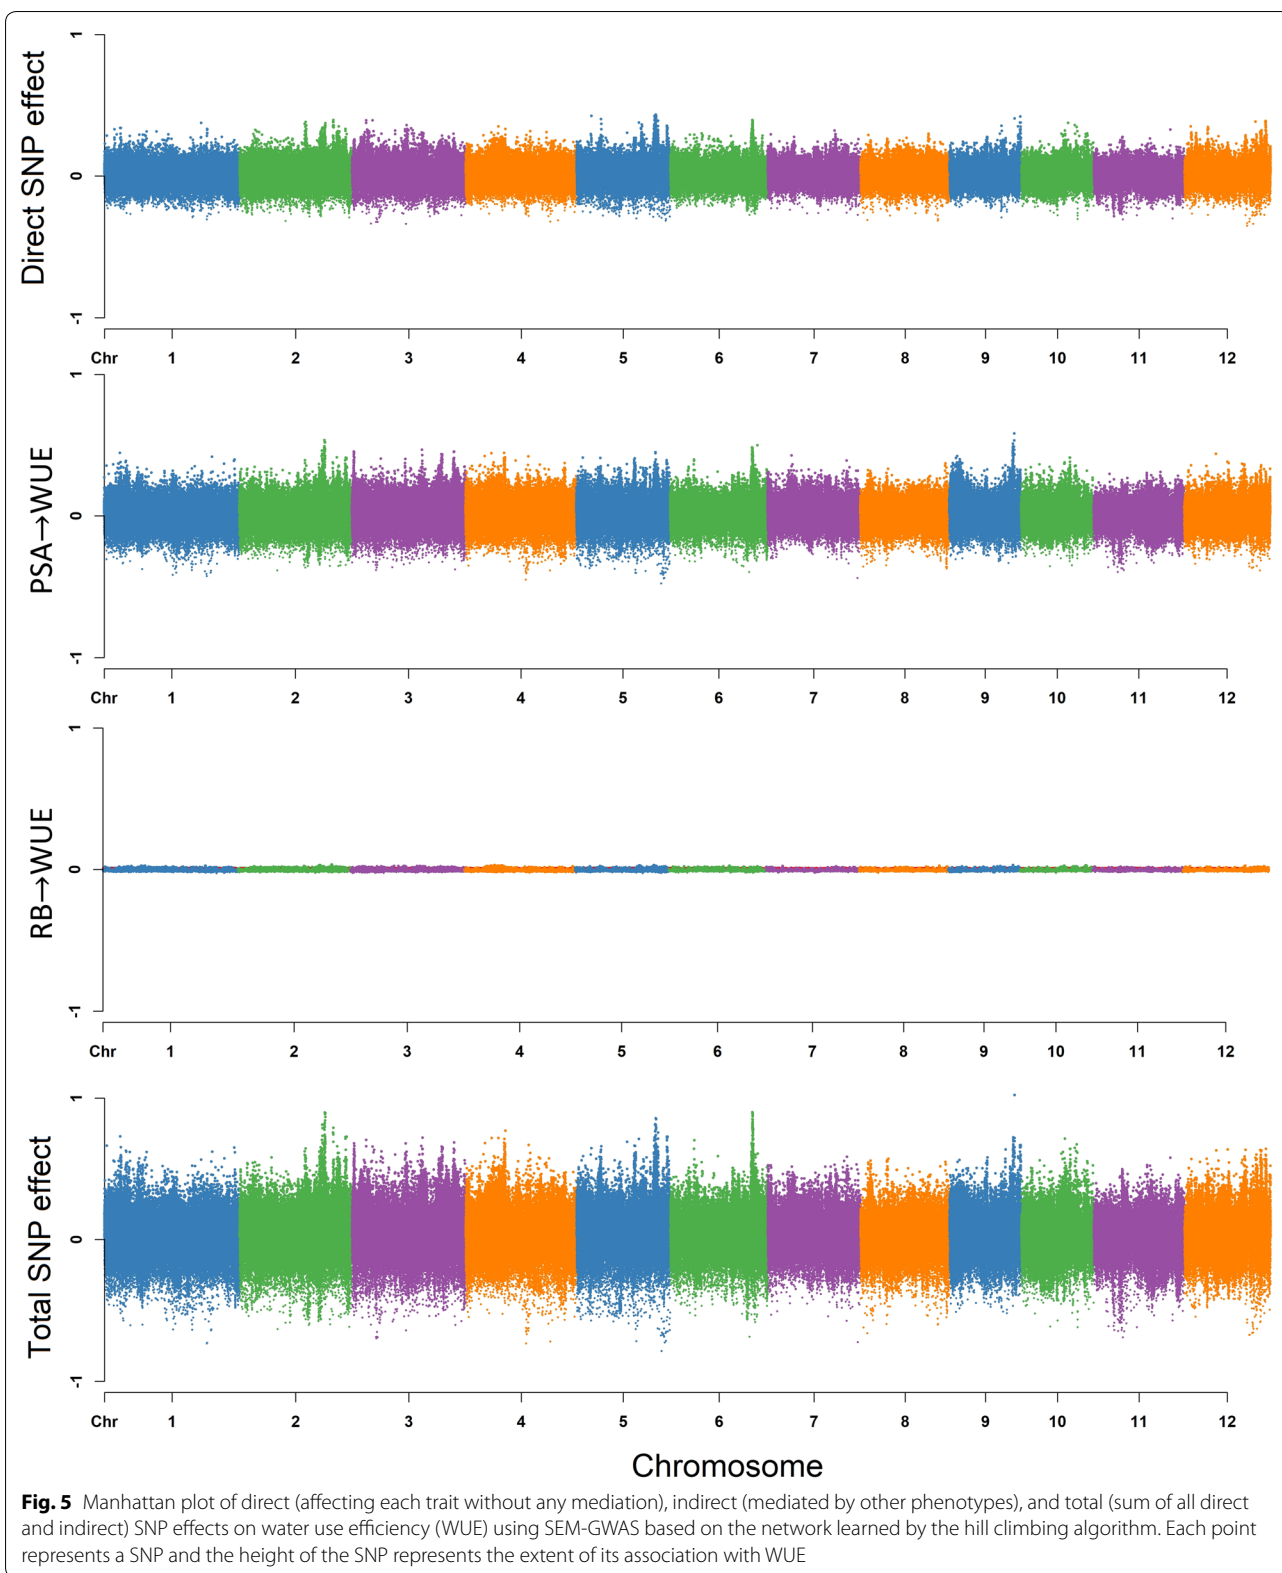 Direct SNP effect
1
0
-1
Chr 1 2 3 4 5 6 7 8 9 10 11 12
PSA→WUE
1
0
-1
Chr 1 2 3 4 5 6 7 8 9 10 11 12
RB→WUE
1
0
-1
Chr 1 2 3 4 5 6 7 8 9 10 11 12
Total SNP effect
1
0
-1
Chr 1 2 3 4 5 6 7 8 9 10 11 12
Chromosome
Fig. 5 Manhattan plot of direct (affecting each trait without any mediation), indirect (mediated by other phenotypes), and total (sum of all direct
and indirect) SNP effects on water use efficiency (WUE) using SEM-GWAS based on the network learned by the hill climbing algorithm. Each point
represents a SNP and the height of the SNP represents the extent of its association with WUE